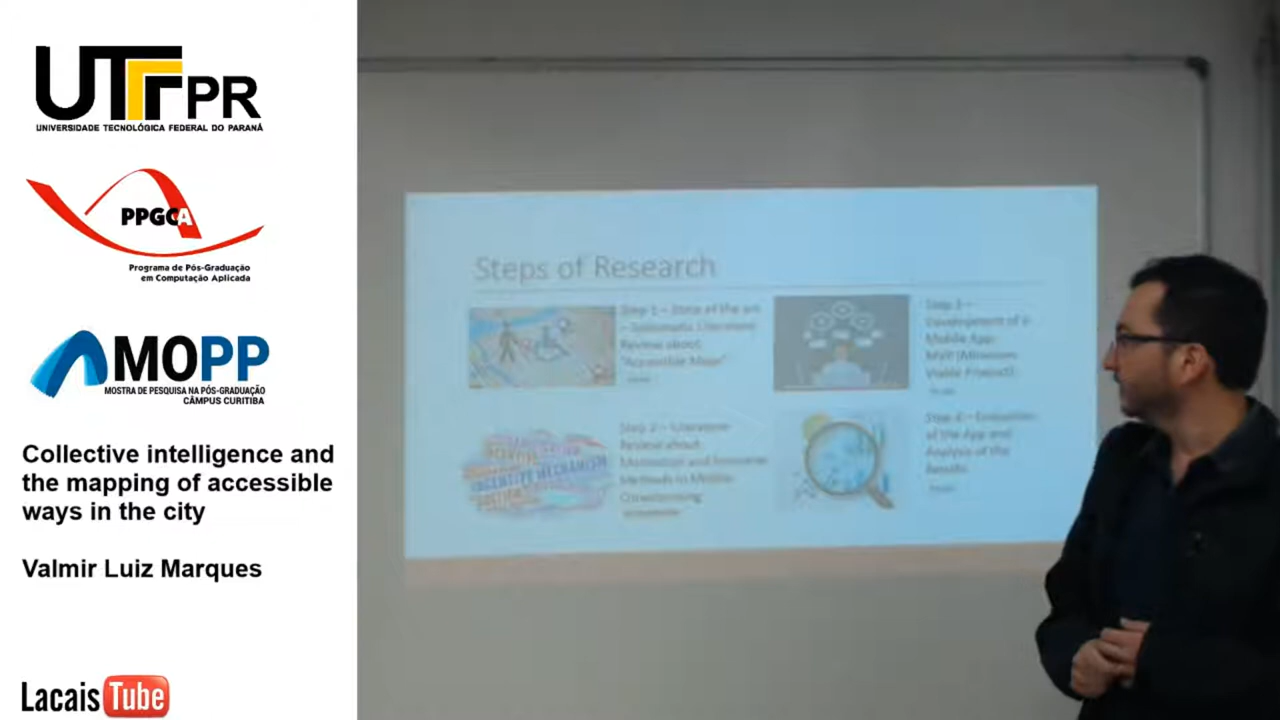 UTFPR
UNIVERSIDADE TECNOLÓGICA FEDERAL DO PARANÁ
PPGCA
Programa de Pós-Graduação
em Computação Aplicada
MOPP
MOSTRA DE PESQUISA NA PÓS-GRADUAÇÃO
CÂMPUS CURITIBA
Collective intelligence and
the mapping of accessible
ways in the city
Valmir Luiz Marques
LacaisTube
Steps of Research
Step 1 – State of the art
– Systematic Literature
Review about
"Accessible Maps"
Step 2 – Literature
Review about
Motivation and Incentive
Methods in Mobile
Crowdsensing
INCENTIVE MECHANISM
Step 3 –
Development of a
Mobile App:
MVP (Minimum
Viable Product)
Step 4 – Evaluation
of the App and
Analysis of the
Results